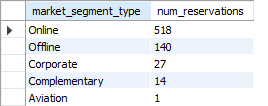 market_segment_type num_reservations
Online 518
Offline 140
Corporate 27
Complementary 14
Aviation 1